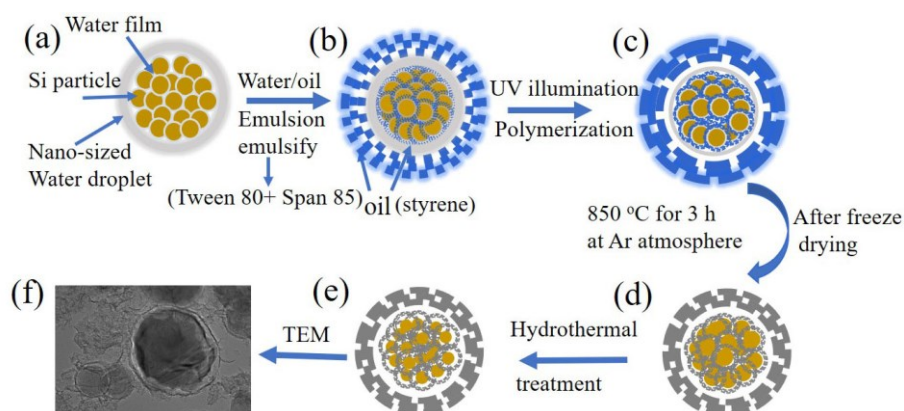 (a)
Water film
Si particle
Nano-sized
Water droplet
Water/oil
Emulsion
emulsify
(Tween 80+ Span 85)
(b)
oil (styrene)
UV illumination
Polymerization
(c)
850 °C for 3 h
at Ar atmosphere
After freeze
drying
(d)
Hydrothermal
treatment
(e)
TEM
(f)